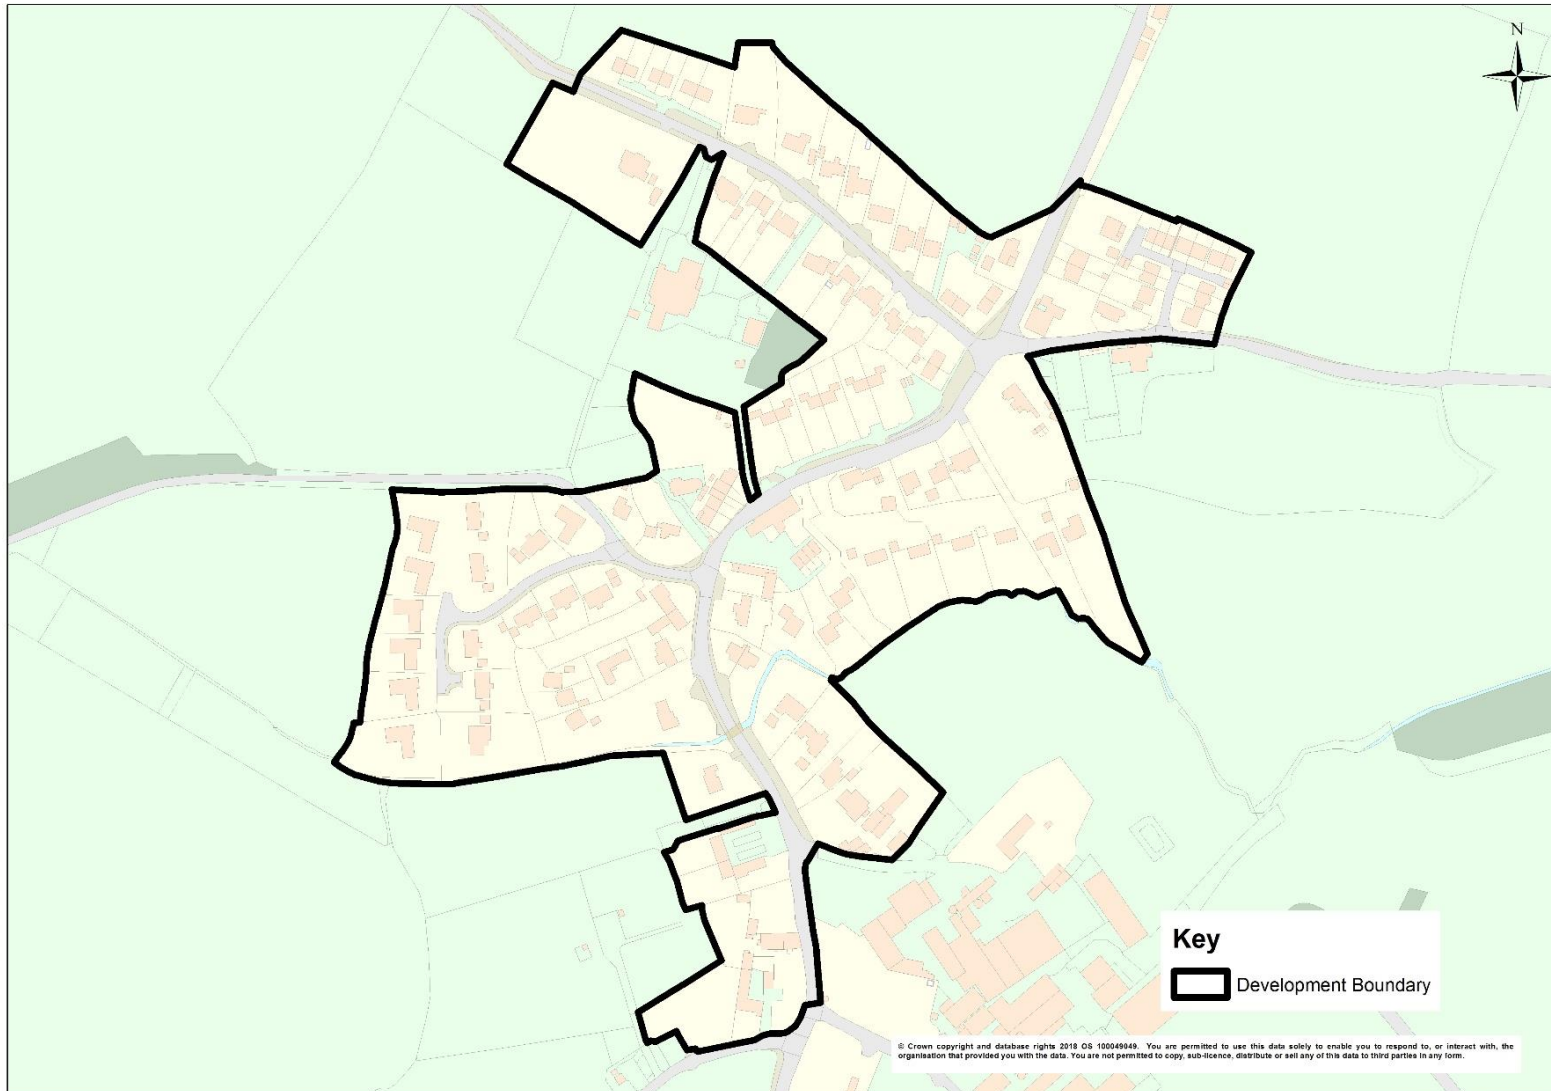 N
Key
Development Boundary
© Crown copyright and database rights 2018 OS 100049049. You are permitted to use this data solely to enable you to respond to, or interact with, the
organisation that provided you with the data. You are not permitted to copy, sub-licence, distribute or sell any of this data to third parties in any form.